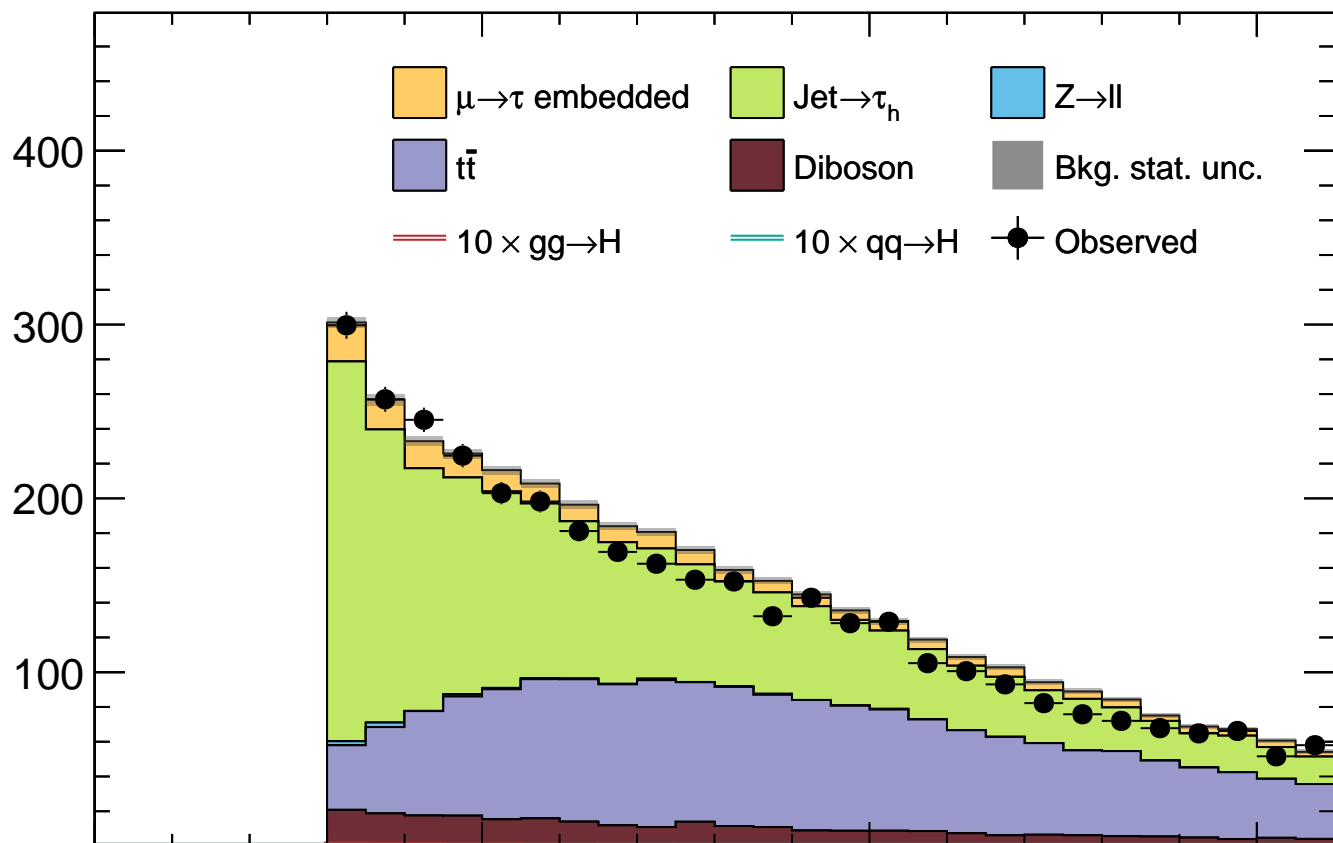 μ→τ embedded Jet→τh Z→ll
400
tt̄ Diboson Bkg. stat. unc.
10 × gg→H 10 × qq→H Observed
300
200
100